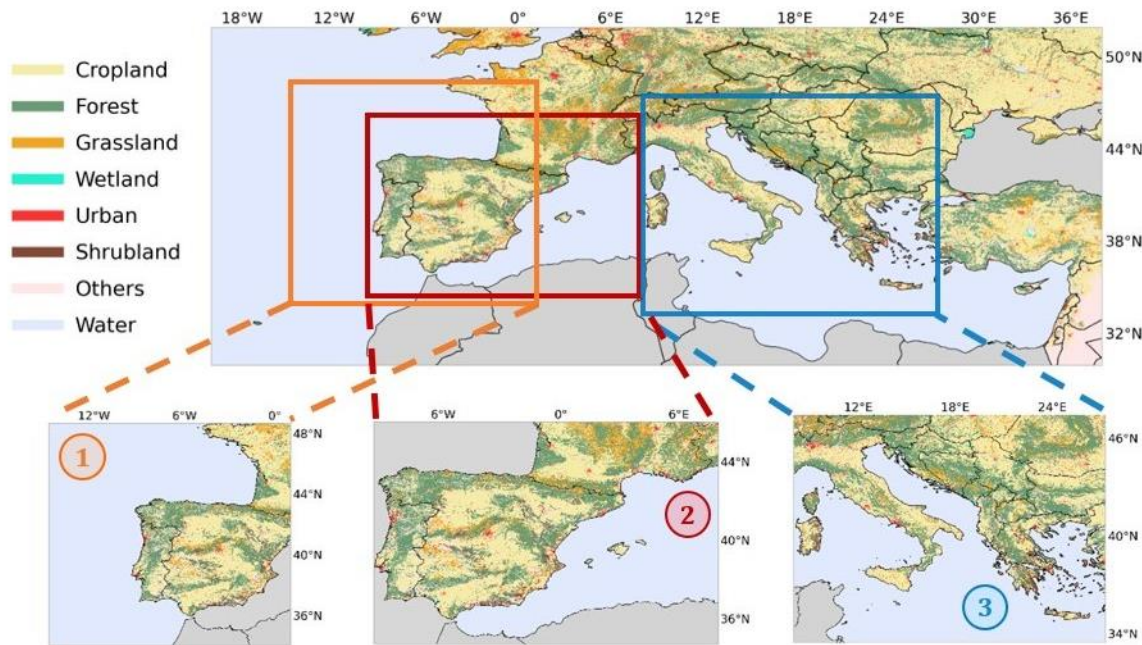 18°W 12°W 6°W 0° 6°E 12°E 18°E 24°E 30°E 36°E
50°N
44°N
38°N
32°N
Cropland
Forest
Grassland
Wetland
Urban
Shrubland
Others
Water
12°W 6°W 0°
48°N
44°N
40°N
36°N
1
6°W 0° 6°E
44°N
40°N
36°N
2
12°E 18°E 24°E
46°N
40°N
34°N
3